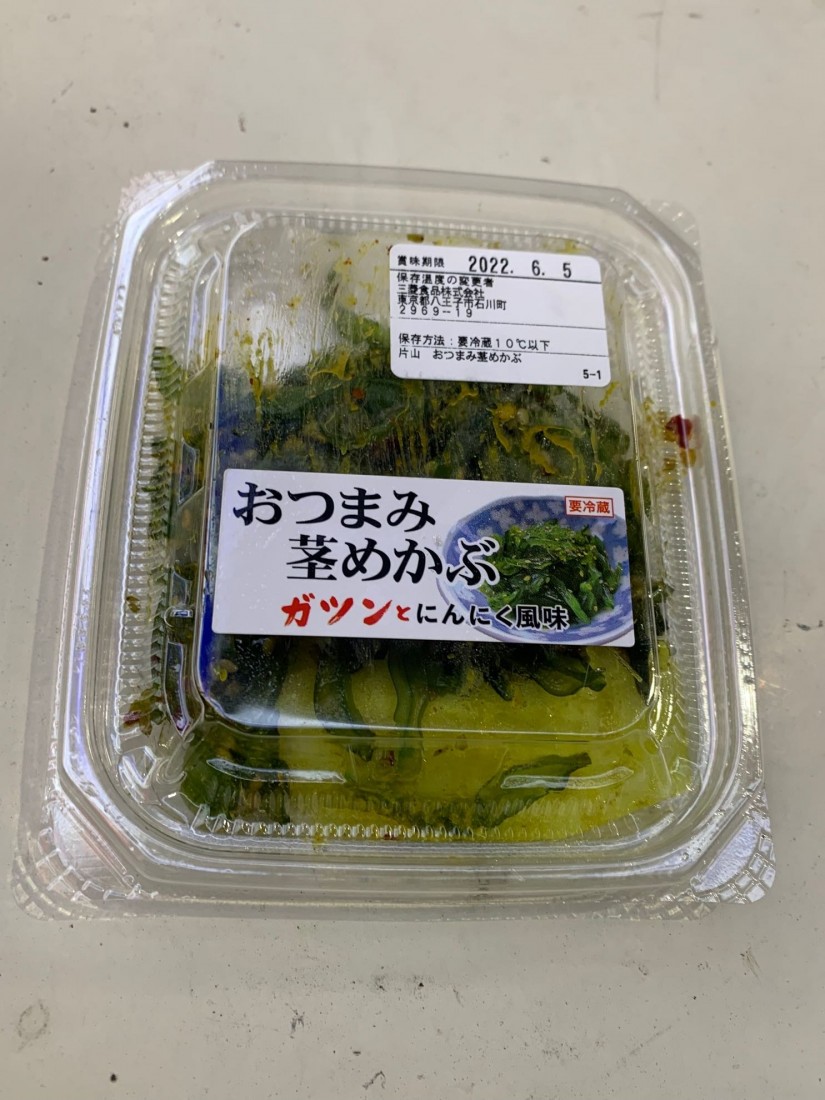 賞味期限 2022. 6. 5
保存温度の変更者
三菱食品株式会社
東京都八王子市石川町
2969-19
保存方法：要冷蔵10℃以下
片山 おつまみ茎めかぶ
5-1
要冷蔵
おつまみ
茎めかぶ
ガツンとにんにく風味